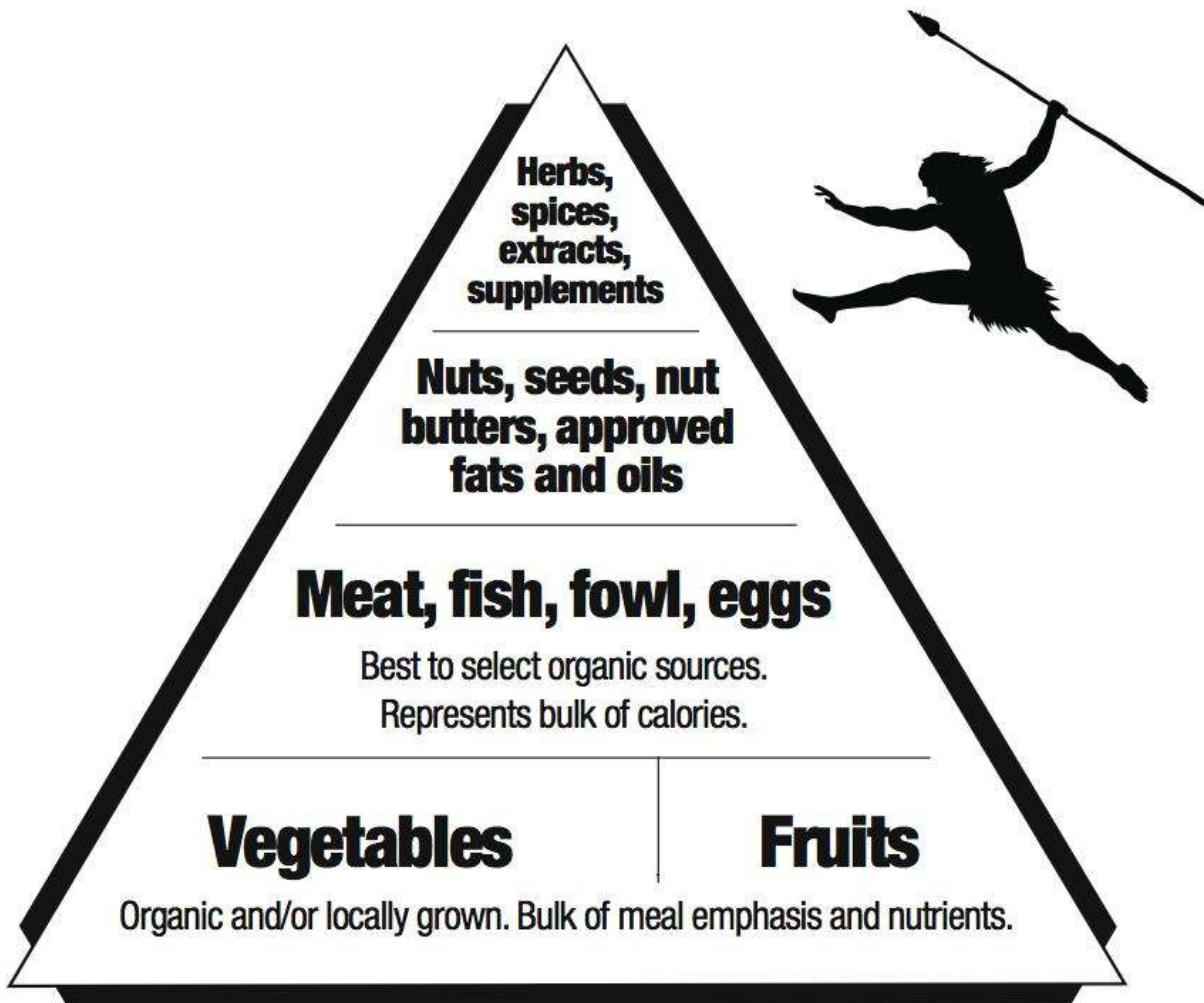 Herbs,
spices,
extracts,
supplements
Nuts, seeds, nut
butters, approved
fats and oils
Meat, fish, fowl, eggs
Best to select organic sources.
Represents bulk of calories.
Vegetables
Fruits
Organic and/or locally grown. Bulk of meal emphasis and nutrients.